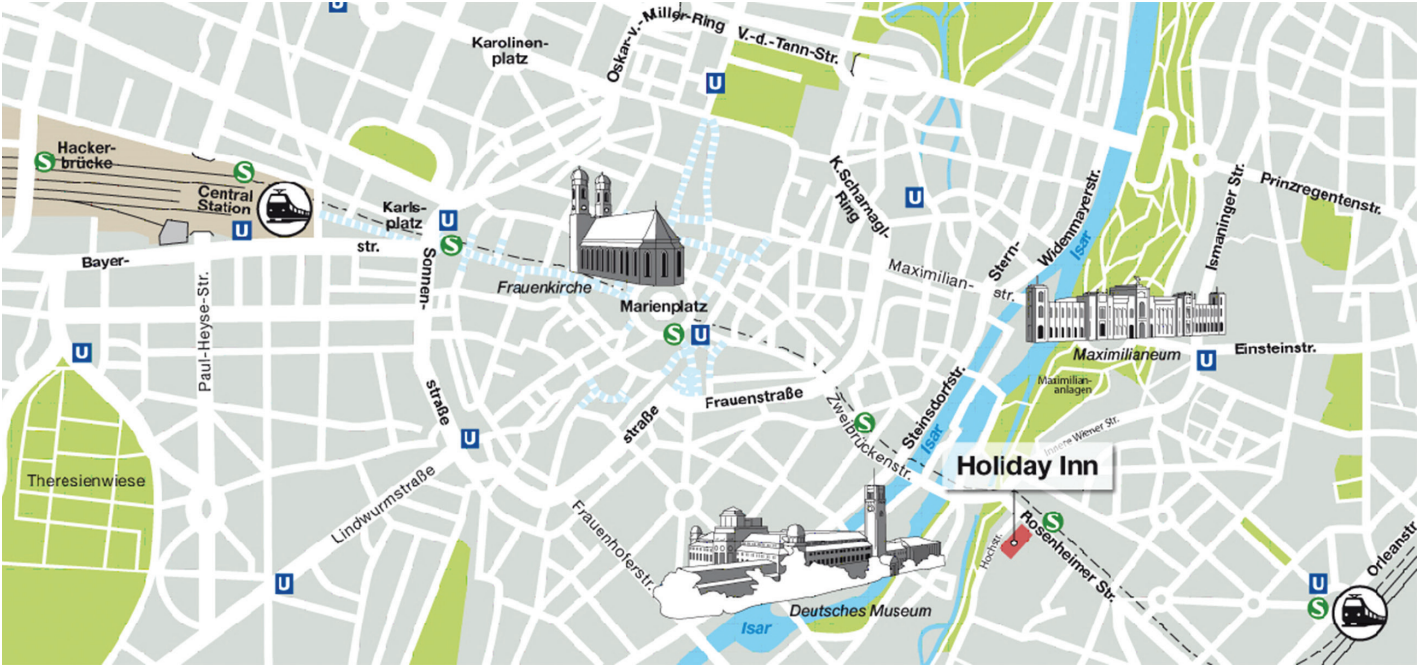 U
Karolinen-
platz
Oskar-v.-Miller-Ring
V.-d.-Tann-Str.
U
Hacker-
brücke
S
S
Central
Station
U
Karls-
platz
U
S
K.Scharnagl-
Ring
U
Prinzregentenstr.
Ismaninger Str.
Widenmayerstr.
Isar
Stern-
str.
Maximilian-
Bayer-
str.
Sonnen-
straße
Paul-Heyse-Str.
Frauenkirche
Marienplatz
S
U
Maximilianeum
U
Einsteinstr.
Maximilian-
anlagen
U
Frauenstraße
straße
Zweibrückenstr.
S
Steinsdorfstr.
Isar
Innere Wiener Str.
U
Holiday Inn
Theresienwiese
Lindwurmstraße
Frauenhoferstr.
Hochstr.
Rosenheimer Str.
S
Orleanstr.
U
U
S
Deutsches Museum
Isar